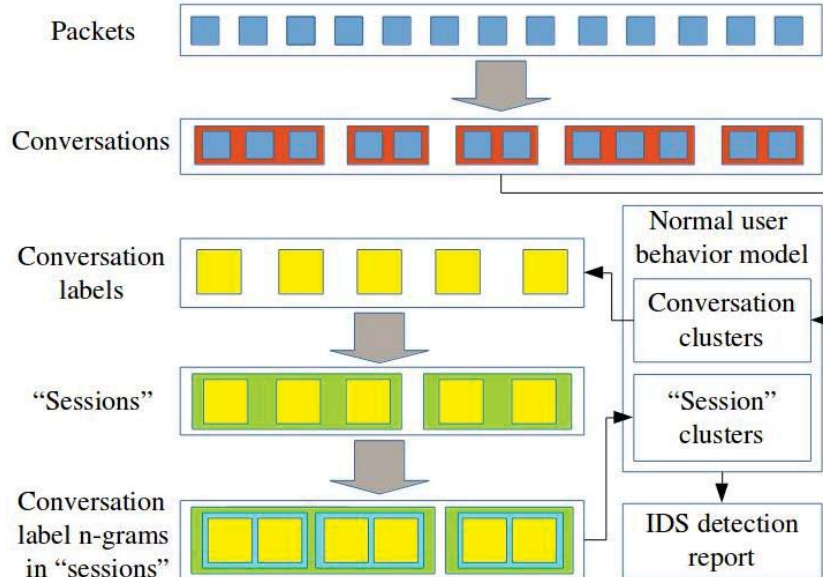 Packets
Conversations
Normal user
behavior model
Conversation
labels
Conversation
clusters
“Sessions”
“Session”
clusters
Conversation
label n-grams
in “sessions”
IDS detection
report